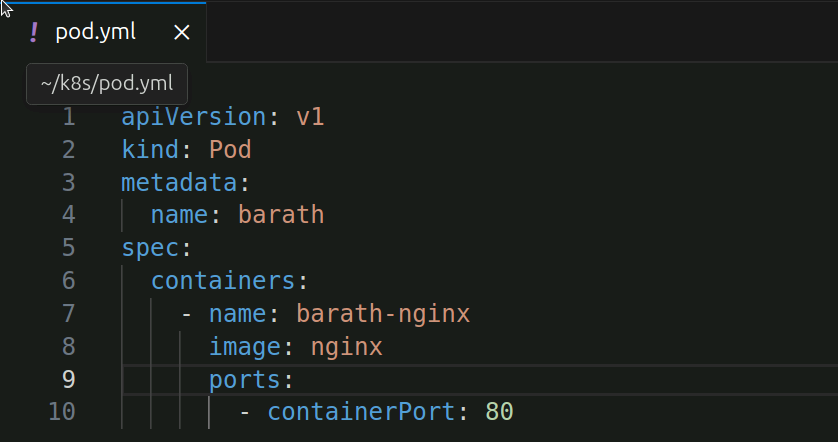 ! pod.yml ×
~/k8s/pod.yml
1 apiVersion: v1
2 kind: Pod
3 metadata:
4   name: barath
5 spec:
6   containers:
7     - name: barath-nginx
8       image: nginx
9       ports:
10         - containerPort: 80